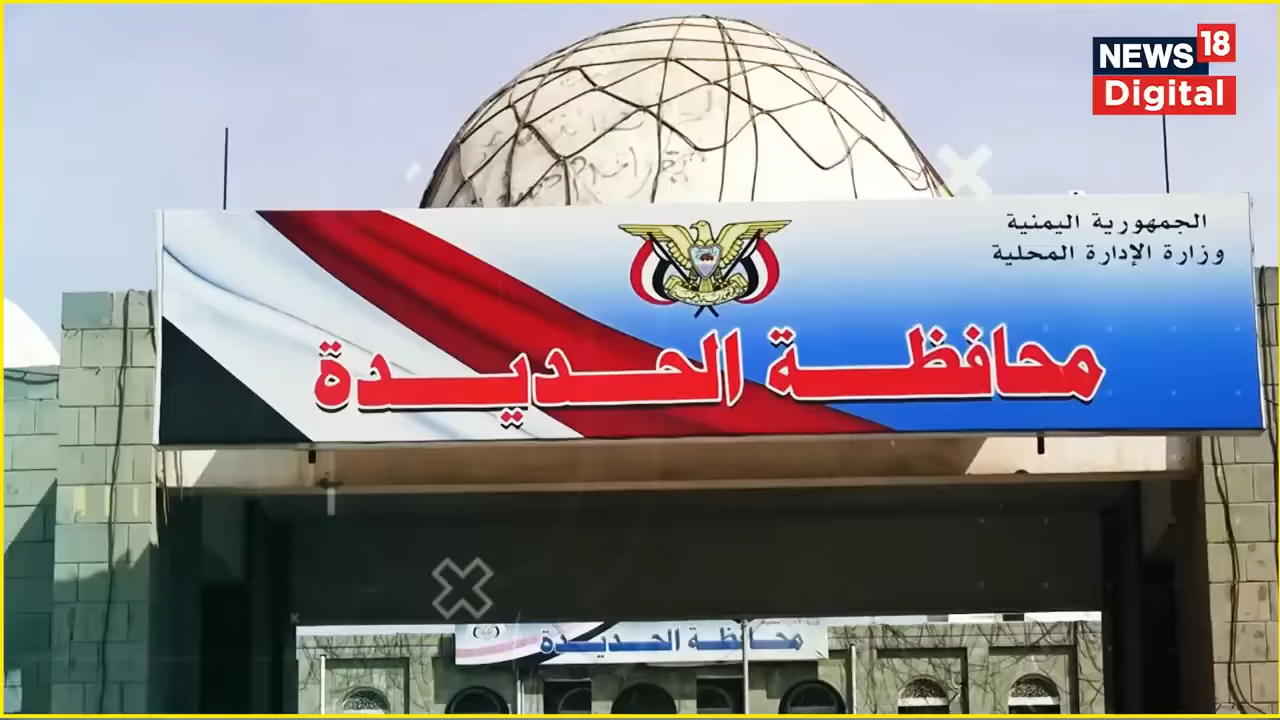 NEWS 18
Digital
الجمهورية اليمنية
وزارة الإدارة المحلية
محافظة الحديدة
محافظة الحديدة